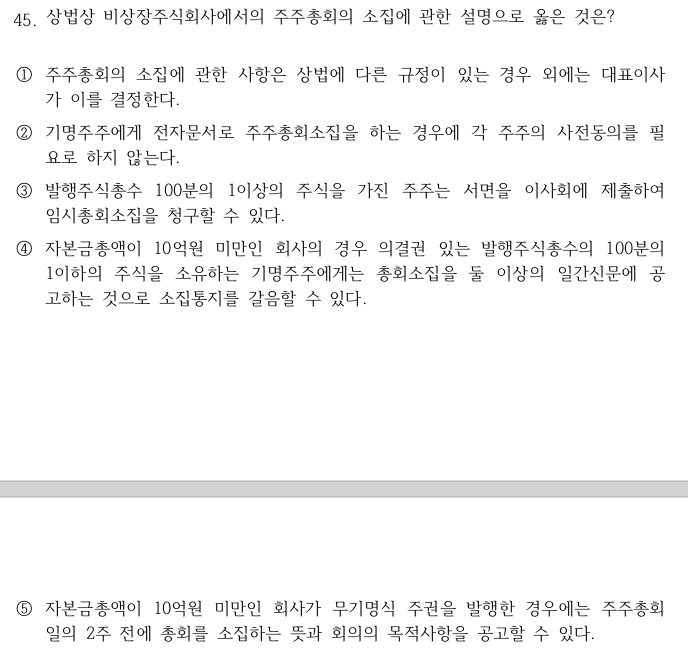 45. 상법상 비상장주식회사에서의 주주총회의 소집에 관한 설명으로 옳은 것은?
① 주주총회의 소집에 관한 사항은 상법에 다른 규정이 있는 경우 외에는 대표이사
가 이를 결정한다.
② 기명주주에게 전자문서로 주주총회소집을 하는 경우에 각 주주의 사전동의를 필
요로 하지 않는다.
③ 발행주식총수 100분의 1이상의 주식을 가진 주주는 서면을 이사회에 제출하여
임시총회소집을 청구할 수 있다.
④ 자본금총액이 10억원 미만인 회사의 경우 의결권 있는 발행주식총수의 100분의
1이하의 주식을 소유하는 기명주주에게는 총회소집을 둘 이상의 일간신문에 공
고하는 것으로 소집통지를 갈음할 수 있다.
⑤ 자본금총액이 10억원 미만인 회사가 무기명식 주권을 발행한 경우에는 주주총회
일의 2주 전에 총회를 소집하는 뜻과 회의의 목적사항을 공고할 수 있다.